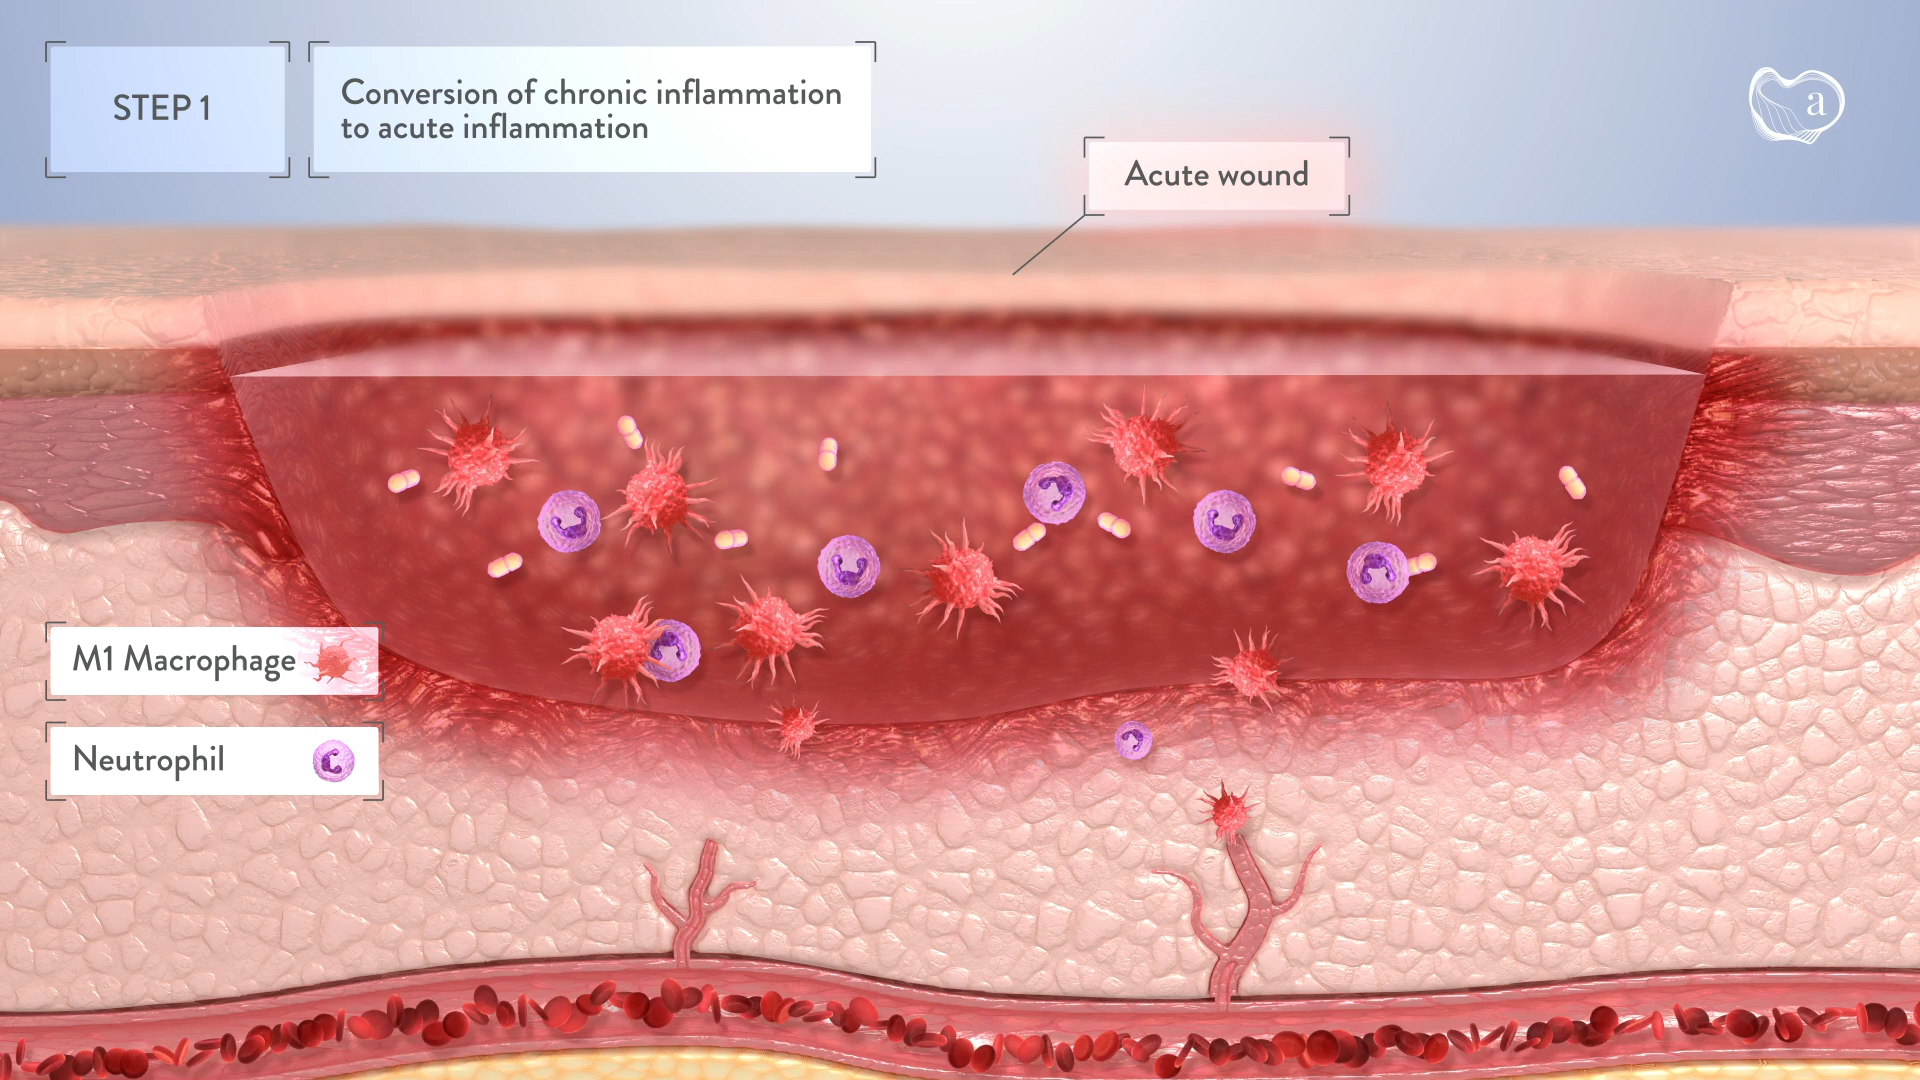 STEP 1
Conversion of chronic inflammation
to acute inflammation
a
Acute wound
M1 Macrophage
Neutrophil